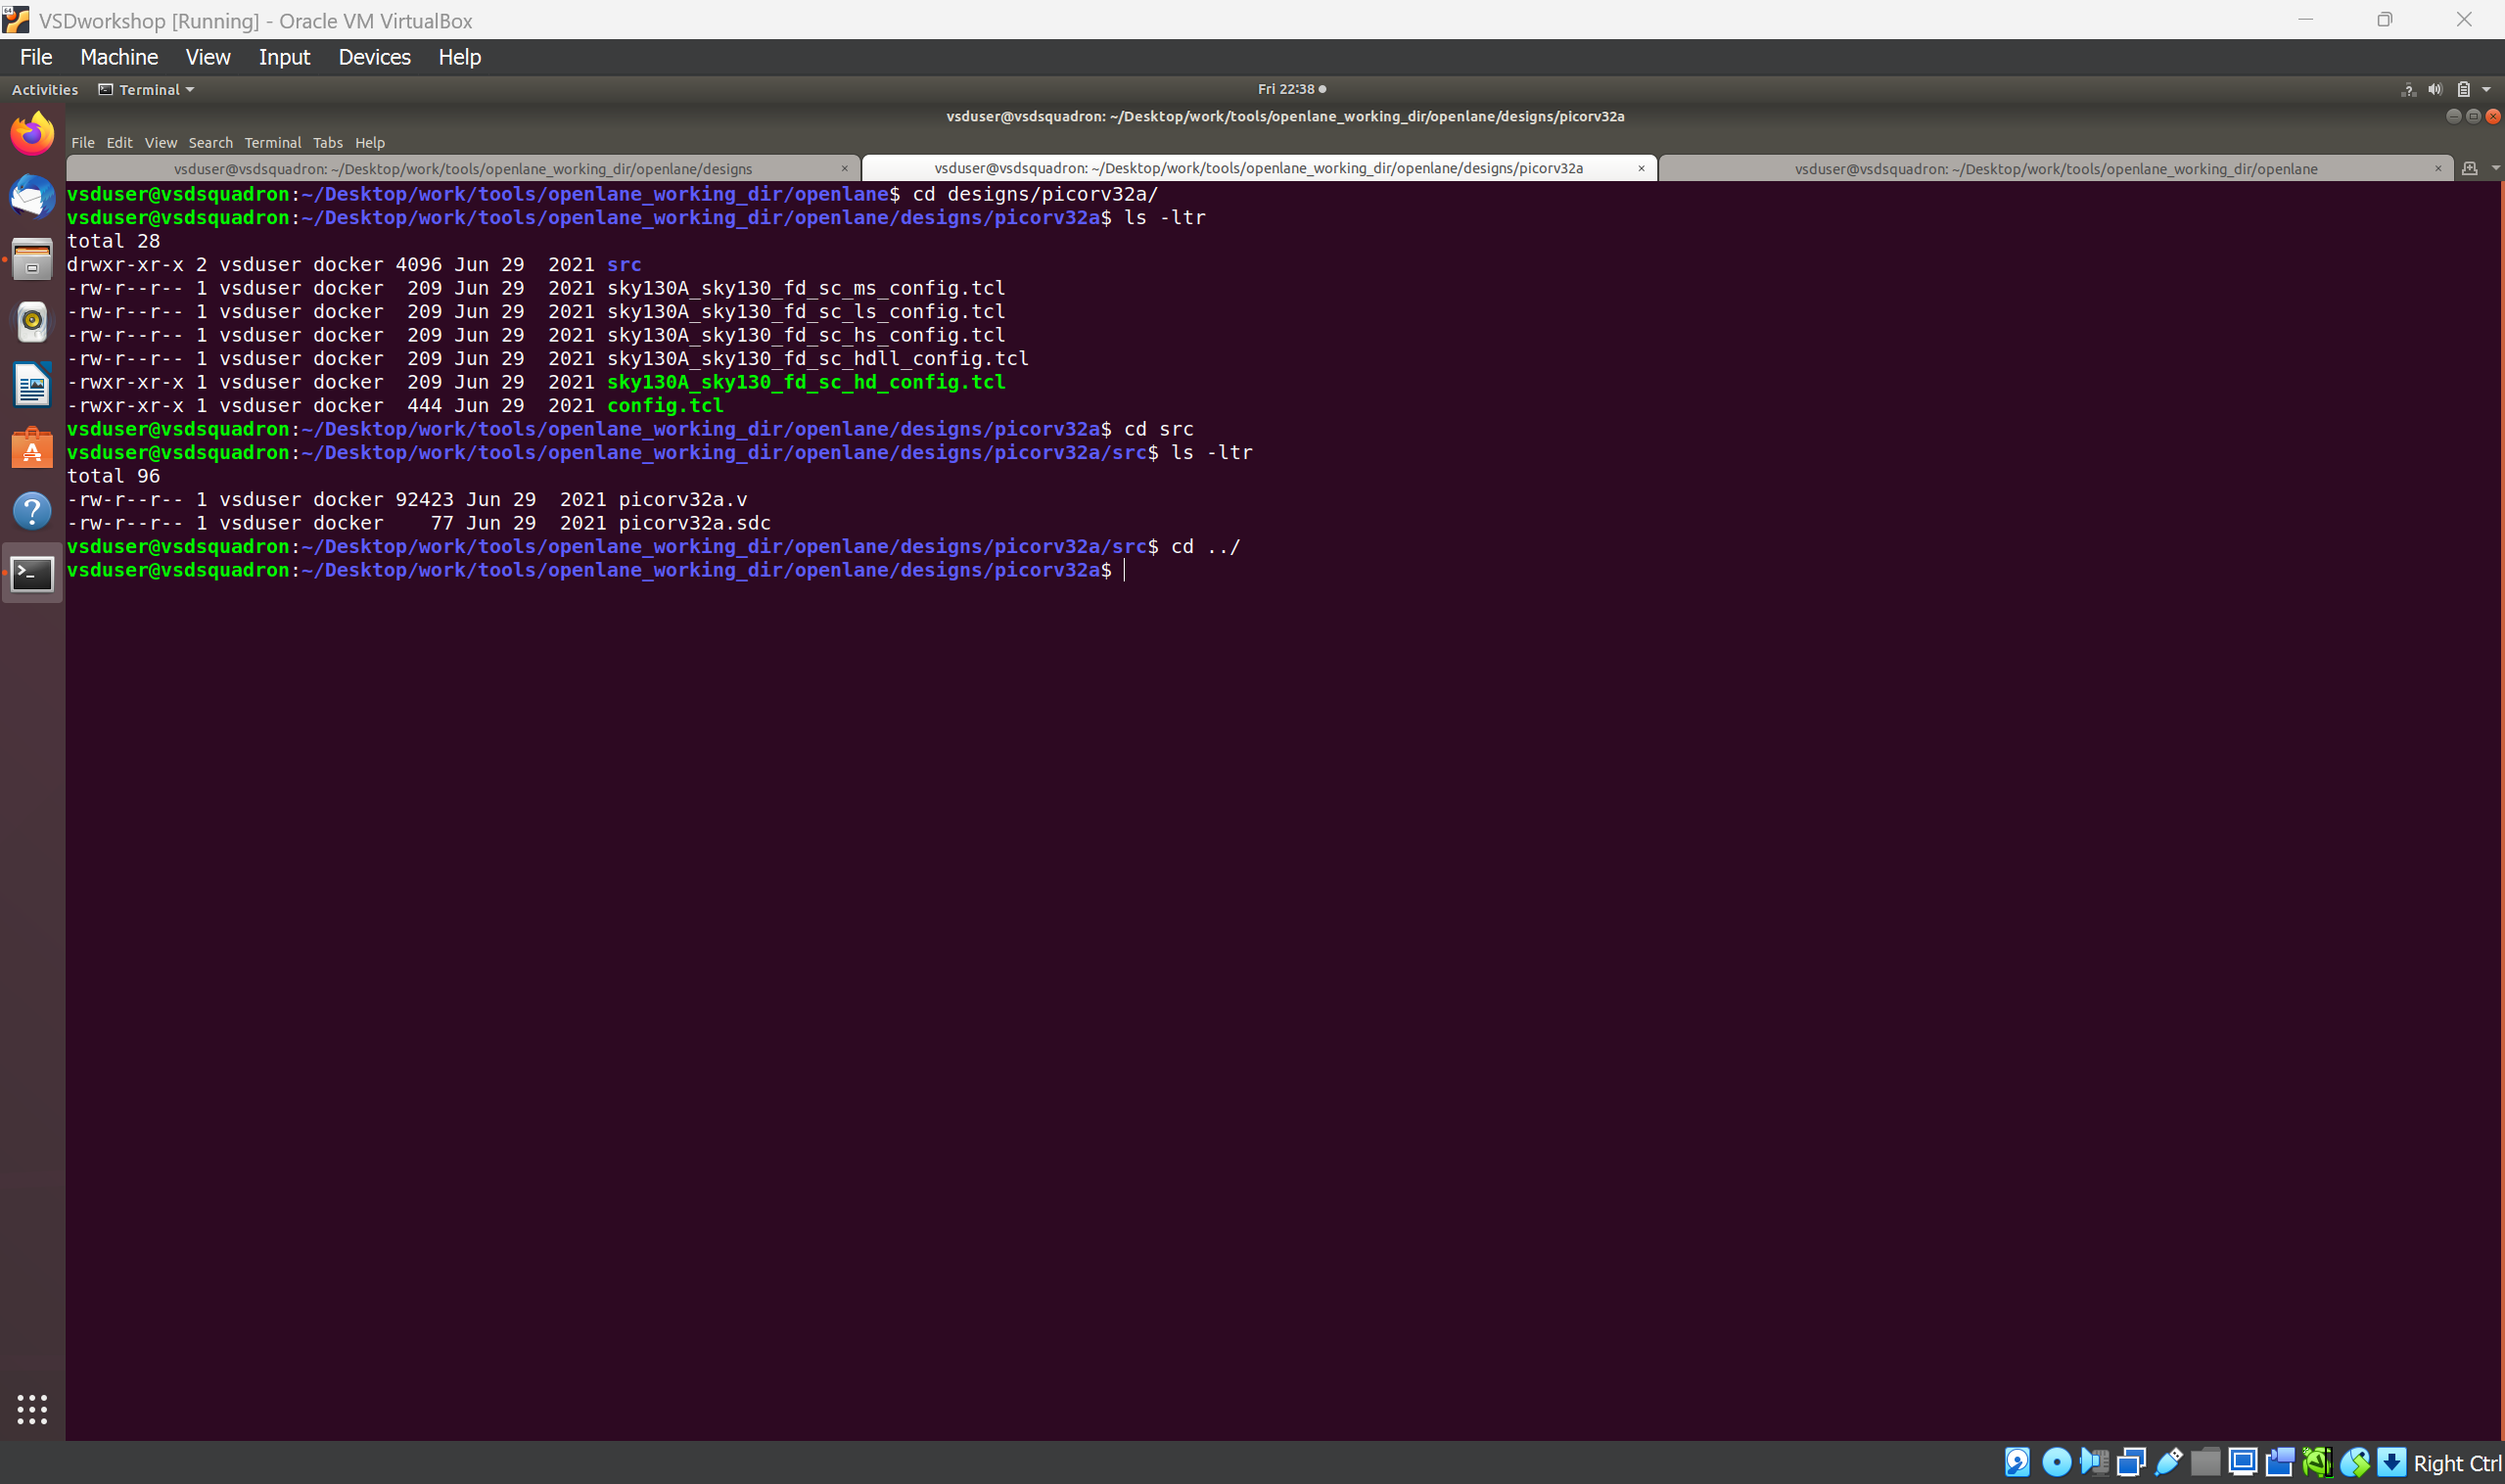 VSDworkshop [Running] - Oracle VM VirtualBox
File Machine View Input Devices Help
Activities Terminal Fri 22:38
vsduser@vsdsquadron: ~/Desktop/work/tools/openlane_working_dir/openlane/designs/picorv32a
File Edit View Search Terminal Tabs Help
vsduser@vsdsquadron: ~/Desktop/work/tools/openlane_working_dir/openlane/designs × vsduser@vsdsquadron: ~/Desktop/work/tools/openlane_working_dir/openlane/designs/picorv32a × vsduser@vsdsquadron: ~/Desktop/work/tools/openlane_working_dir/openlane ×
vsduser@vsdsquadron:~/Desktop/work/tools/openlane_working_dir/openlane$ cd designs/picorv32a/
vsduser@vsdsquadron:~/Desktop/work/tools/openlane_working_dir/openlane/designs/picorv32a$ ls -ltr
total 28
drwxr-xr-x 2 vsduser docker 4096 Jun 29  2021 src
-rw-r--r-- 1 vsduser docker  209 Jun 29  2021 sky130A_sky130_fd_sc_ms_config.tcl
-rw-r--r-- 1 vsduser docker  209 Jun 29  2021 sky130A_sky130_fd_sc_ls_config.tcl
-rw-r--r-- 1 vsduser docker  209 Jun 29  2021 sky130A_sky130_fd_sc_hs_config.tcl
-rw-r--r-- 1 vsduser docker  209 Jun 29  2021 sky130A_sky130_fd_sc_hdll_config.tcl
-rwxr-xr-x 1 vsduser docker  209 Jun 29  2021 sky130A_sky130_fd_sc_hd_config.tcl
-rwxr-xr-x 1 vsduser docker  444 Jun 29  2021 config.tcl
vsduser@vsdsquadron:~/Desktop/work/tools/openlane_working_dir/openlane/designs/picorv32a$ cd src
vsduser@vsdsquadron:~/Desktop/work/tools/openlane_working_dir/openlane/designs/picorv32a/src$ ls -ltr
total 96
-rw-r--r-- 1 vsduser docker 92423 Jun 29  2021 picorv32a.v
-rw-r--r-- 1 vsduser docker    77 Jun 29  2021 picorv32a.sdc
vsduser@vsdsquadron:~/Desktop/work/tools/openlane_working_dir/openlane/designs/picorv32a/src$ cd ../
vsduser@vsdsquadron:~/Desktop/work/tools/openlane_working_dir/openlane/designs/picorv32a$
Right Ctrl